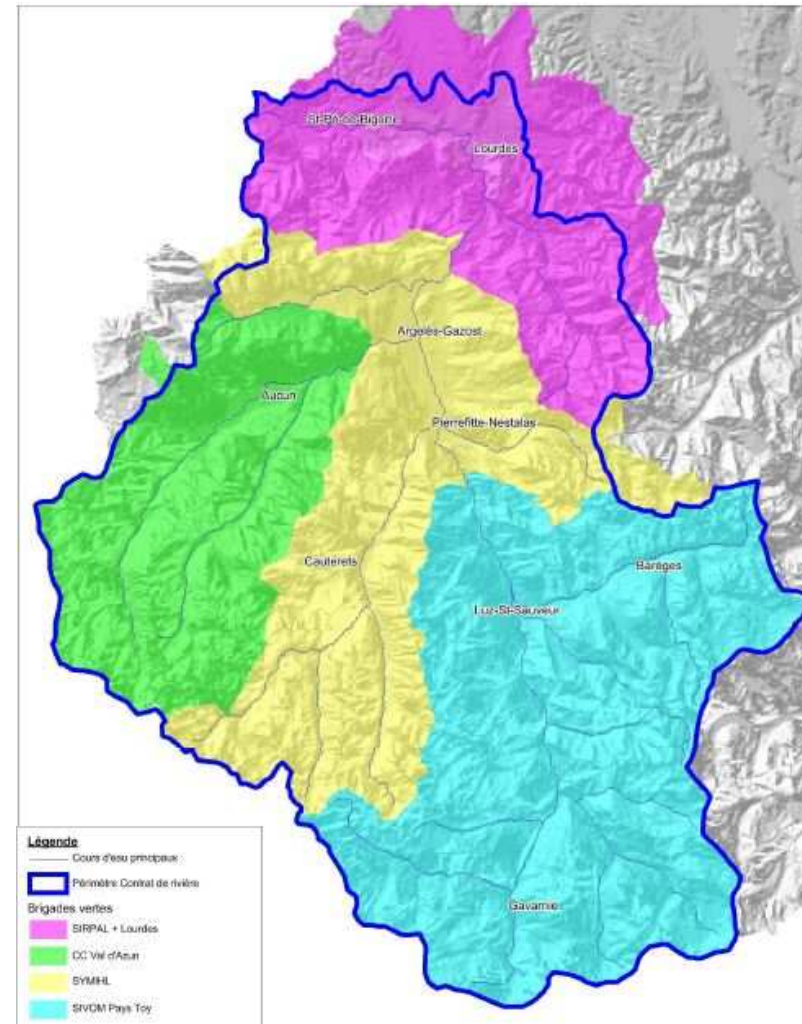 St-Pé-de-Bigorre
Lourdes
Argelès-Gazost
Aucun
Pierrefitte-Nestalas
Cauterets
Barèges
Luz-St-Sauveur
Gavarnie
Légende
Cours d'eau principaux
Périmètre Contrat de rivière
Brigades vertes
SIRPAL + Lourdes
CC Val d'Azun
SYMIHL
SIVOM Pays Toy